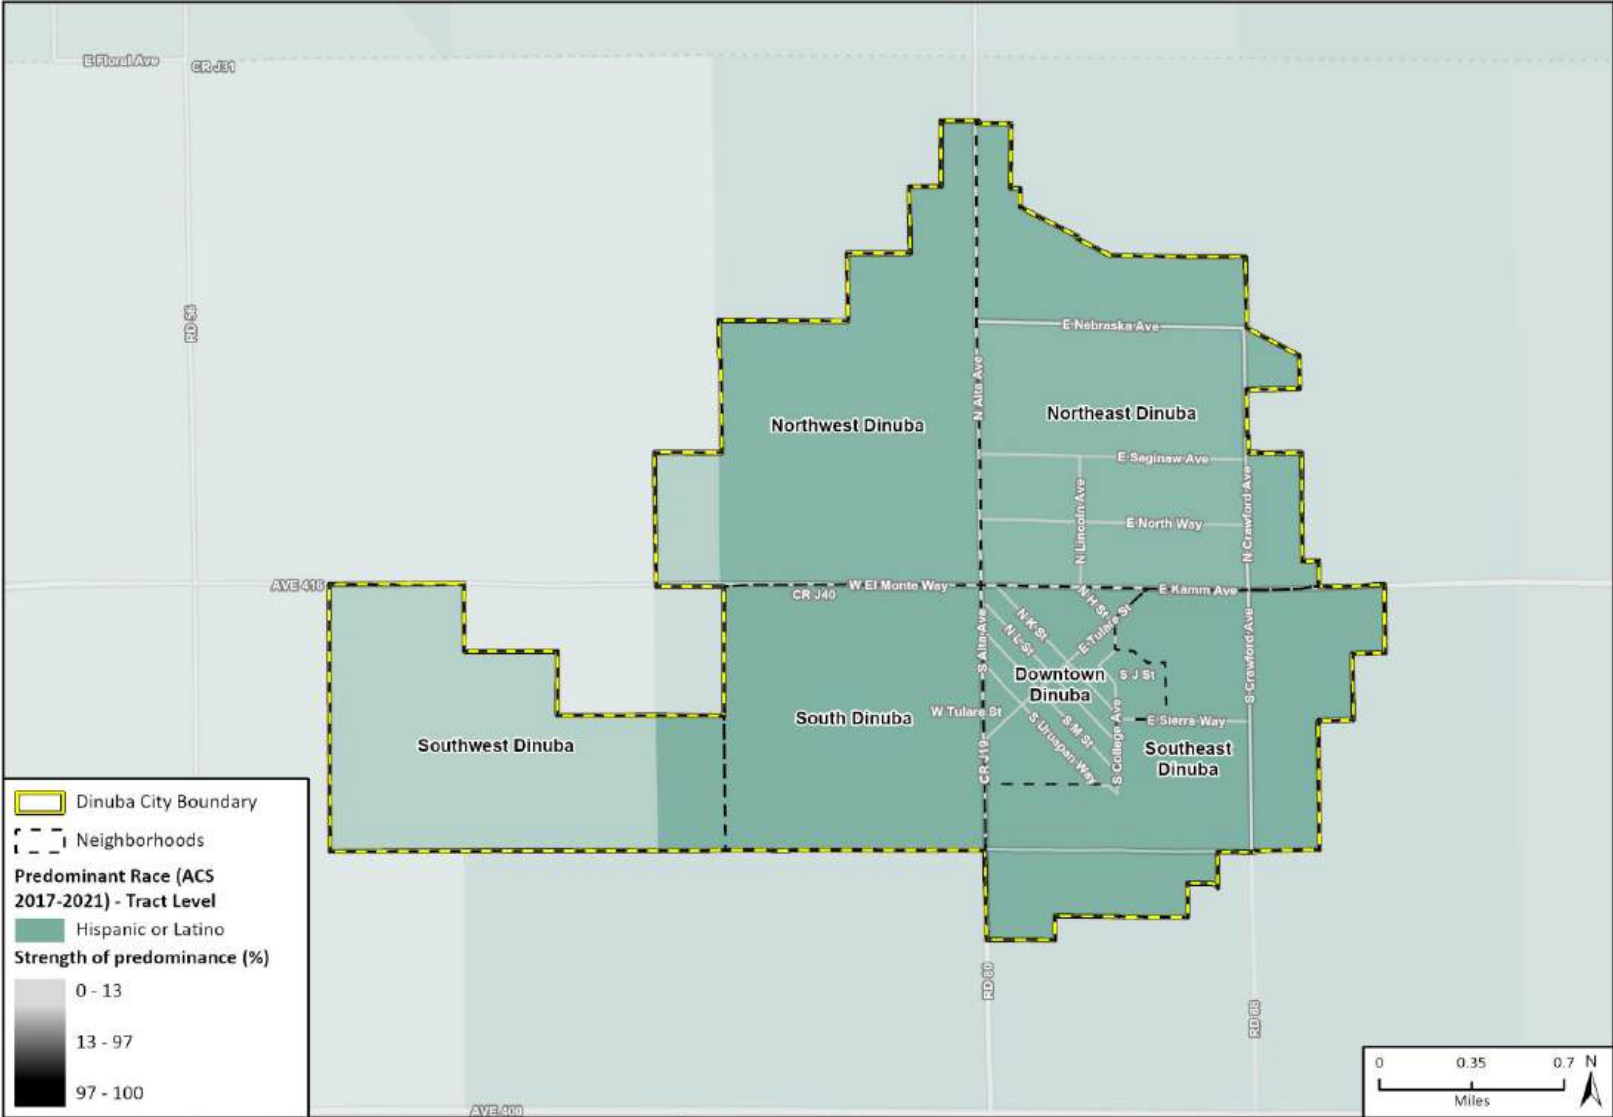 E Floral Ave
CR J31
RD 56
E Nebraska Ave
N Alta Ave
Northeast Dinuba
Northwest Dinuba
E Saginaw Ave
N Lincoln Ave
N Crawford Ave
E North Way
AVE 416
W El Monte Way
CR J40
E Kamm Ave
N H St
N K St
E Tulare St
N L St
S Alta Ave
S Crawford Ave
Downtown
Dinuba
S J St
W Tulare St
South Dinuba
S Uruapan Way
S M St
S College Ave
E Sierra Way
Southwest Dinuba
Southeast
Dinuba
CR J19
RD 80
RD 88
AVE 400
Dinuba City Boundary
Neighborhoods
Predominant Race (ACS
2017-2021) - Tract Level
Hispanic or Latino
Strength of predominance (%)
0 - 13
13 - 97
97 - 100
0 0.35 0.7 N
Miles